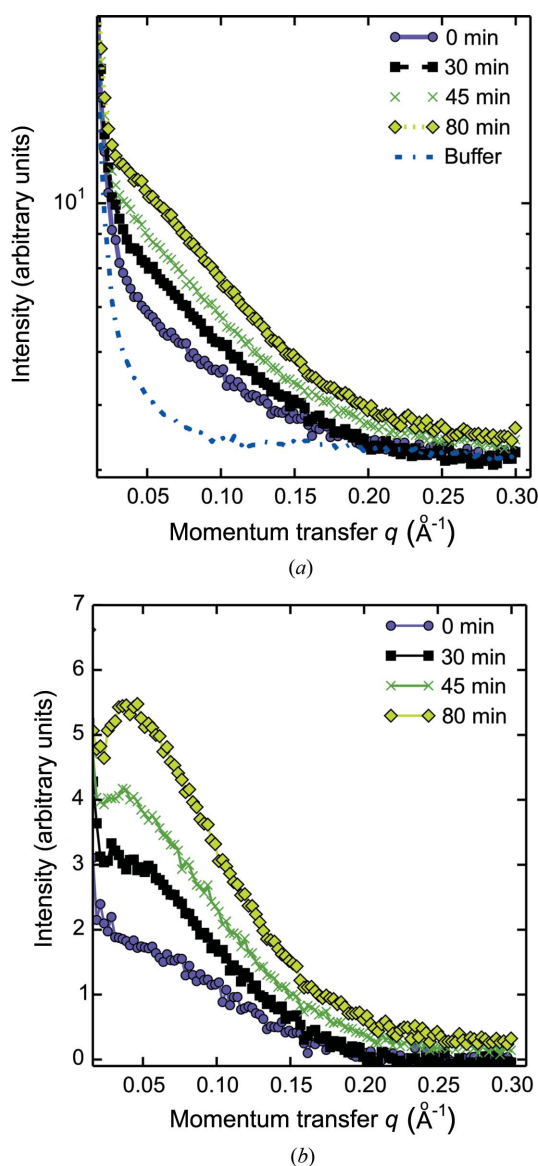 0 min
30 min
45 min
80 min
Buffer
10¹
Intensity (arbitrary units)
0.05 0.10 0.15 0.20 0.25 0.30
Momentum transfer q (Å⁻¹)
(a)
7
6
5
4
3
2
1
0
0 min
30 min
45 min
80 min
Intensity (arbitrary units)
0.05 0.10 0.15 0.20 0.25 0.30
Momentum transfer q (Å⁻¹)
(b)